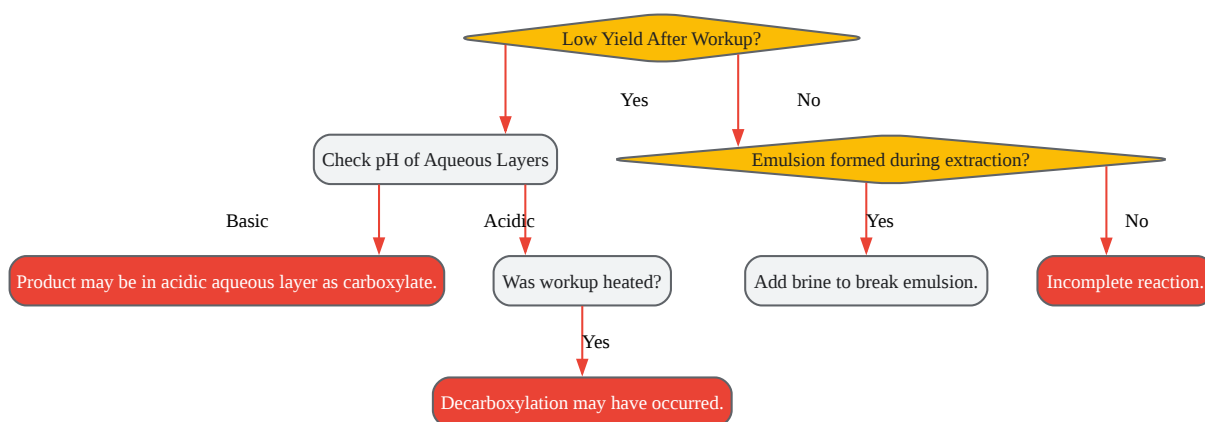 Low Yield After Workup?
Yes
No
Check pH of Aqueous Layers
Emulsion formed during extraction?
Basic
Acidic
Yes
No
Product may be in acidic aqueous layer as carboxylate.
Was workup heated?
Add brine to break emulsion.
Incomplete reaction.
Yes
Decarboxylation may have occurred.